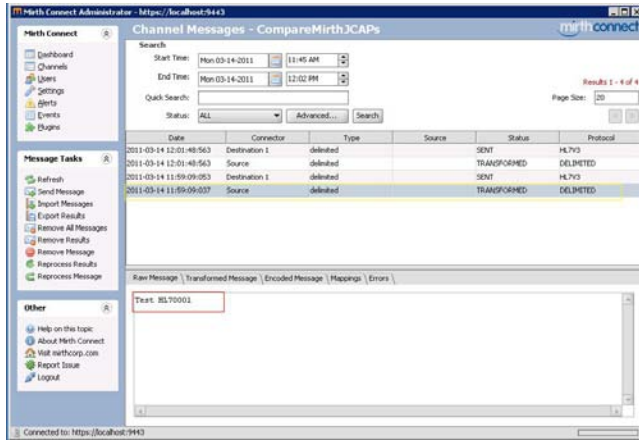 Mirth Connect Administrator - https://localhost:9443
Mirth Connect
Dashboard
Channels
Users
Settings
Alerts
Events
Plugins
Message Tasks
Refresh
Send Message
Import Messages
Export Results
Remove All Messages
Remove Results
Remove Message
Reprocess Results
Reprocess Message
Other
Help on this topic
About Mirth Connect
Visit mirthcorp.com
Report Issue
Logout
Channel Messages - CompareMirthJCAPs
mirth connect
Search
Start Time: Mon 03-14-2011 11:45 AM
End Time: Mon 03-14-2011 12:02 PM
Results 1 - 4 of 4
Quick Search:
Page Size: 20
Status: ALL Advanced... Search
Date Connector Type Source Status Protocol
2011-03-14 12:01:48:563 Destination 1 delimited SENT HL7V3
2011-03-14 12:01:48:563 Source delimited TRANSFORMED DELIMITED
2011-03-14 11:59:09:053 Destination 1 delimited SENT HL7V3
2011-03-14 11:59:09:037 Source delimited TRANSFORMED DELIMITED
Raw Message Transformed Message Encoded Message Mappings Errors
Test HL70001
Connected to: https://localhost:9443